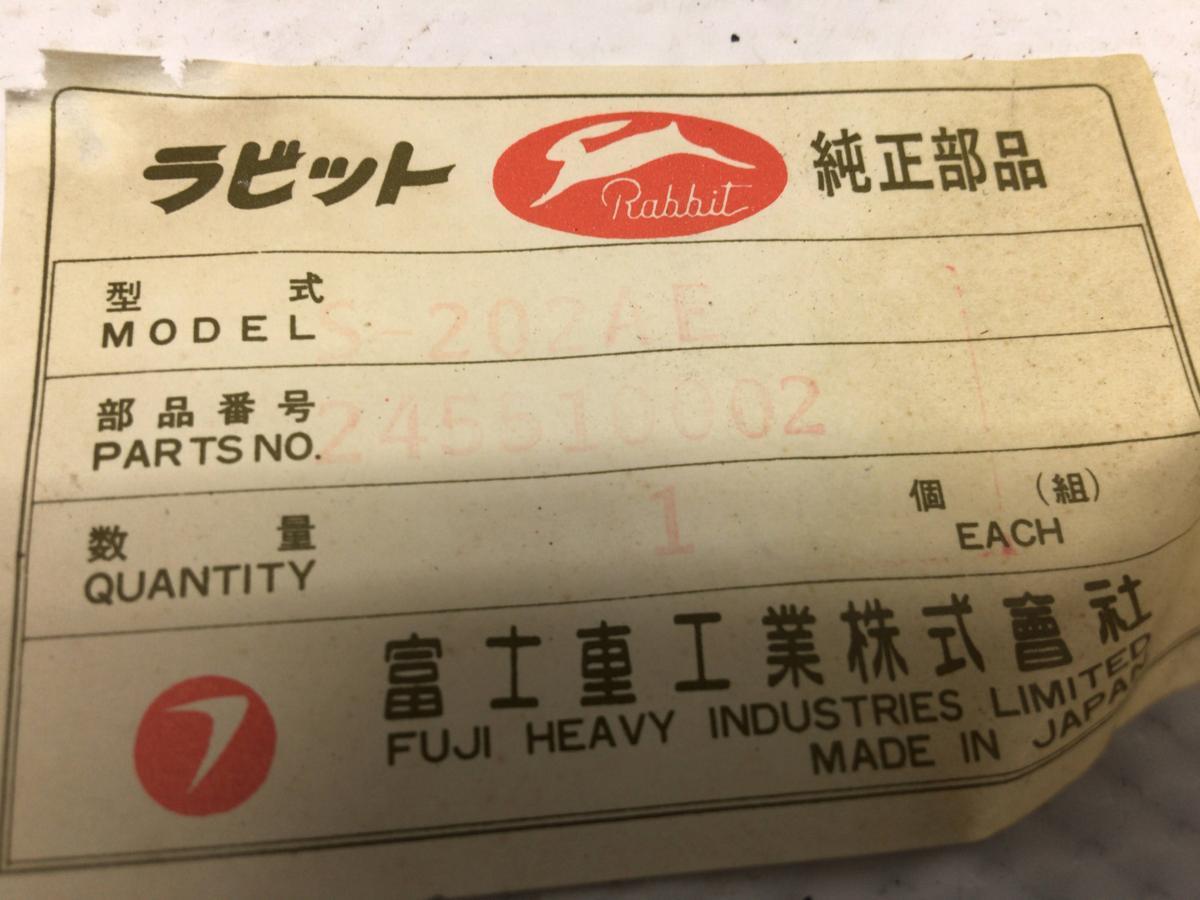 ラビット Rabbit 純正部品
型式 S-202AE
MODEL
部品番号 245510002
PARTS NO.
数量 1 個 (組)
QUANTITY EACH
フ 富士重工業株式會社
FUJI HEAVY INDUSTRIES LIMITED
MADE IN JAPAN